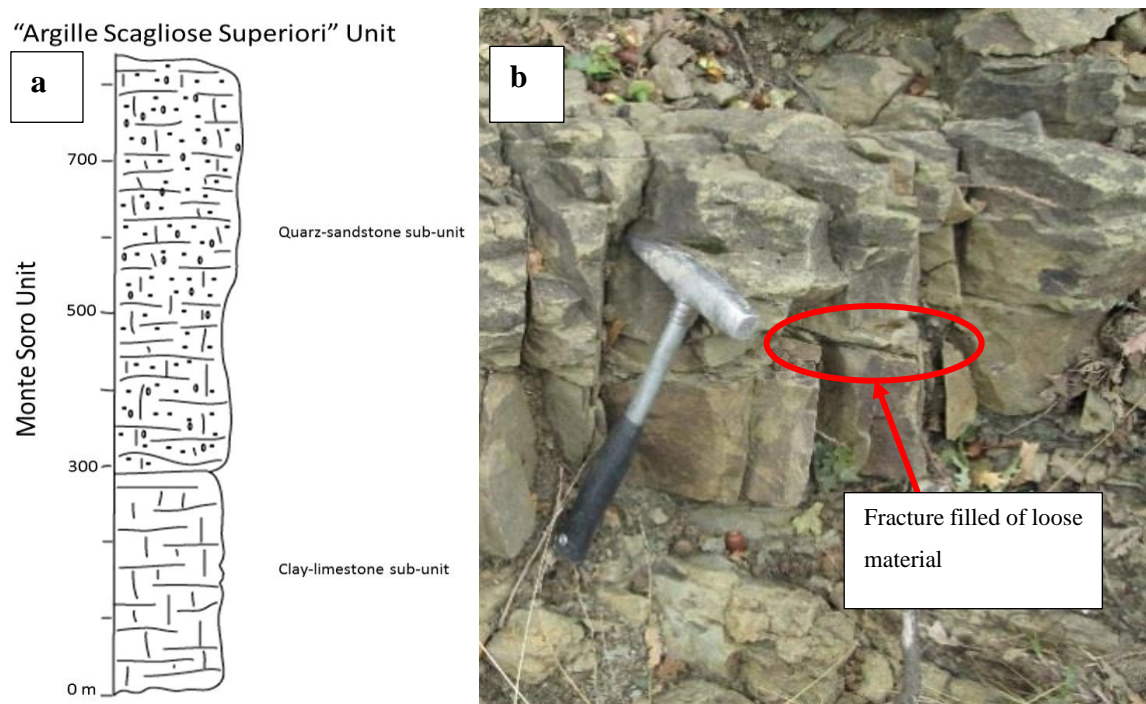 "Argille Scagliose Superiori" Unit
a
700
500
300
0 m
Monte Soro Unit
Quarz-sandstone sub-unit
Clay-limestone sub-unit
b
Fracture filled of loose
material